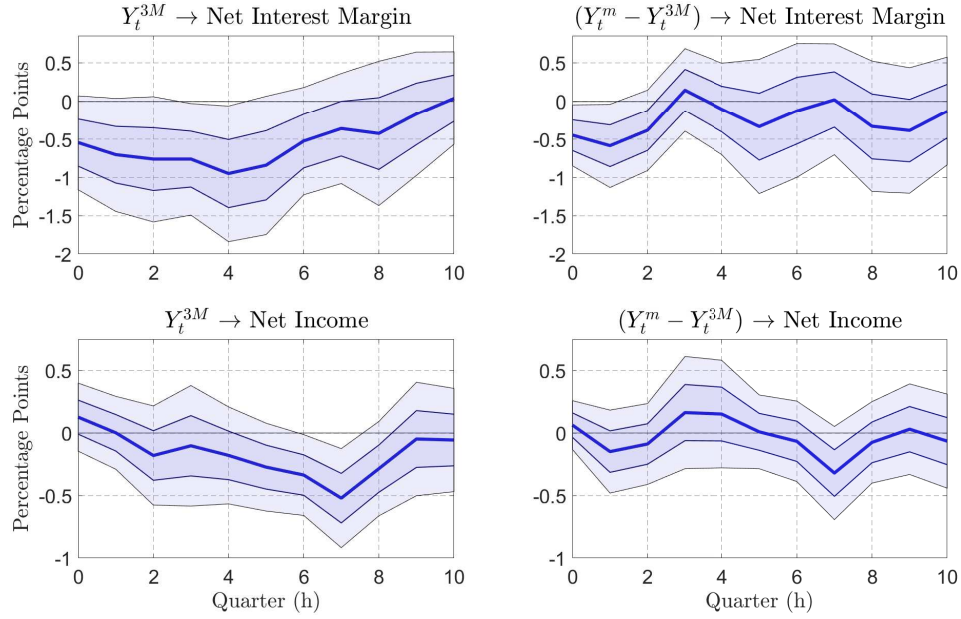 Y_t^{3M} → Net Interest Margin
Percentage Points
0.5
0
-0.5
-1
-1.5
-2
0 2 4 6 8 10
(Y_t^m − Y_t^{3M}) → Net Interest Margin
0.5
0
-0.5
-1
-1.5
-2
0 2 4 6 8 10
Y_t^{3M} → Net Income
Percentage Points
0.5
0
-0.5
-1
0 2 4 6 8 10
Quarter (h)
(Y_t^m − Y_t^{3M}) → Net Income
0.5
0
-0.5
-1
0 2 4 6 8 10
Quarter (h)